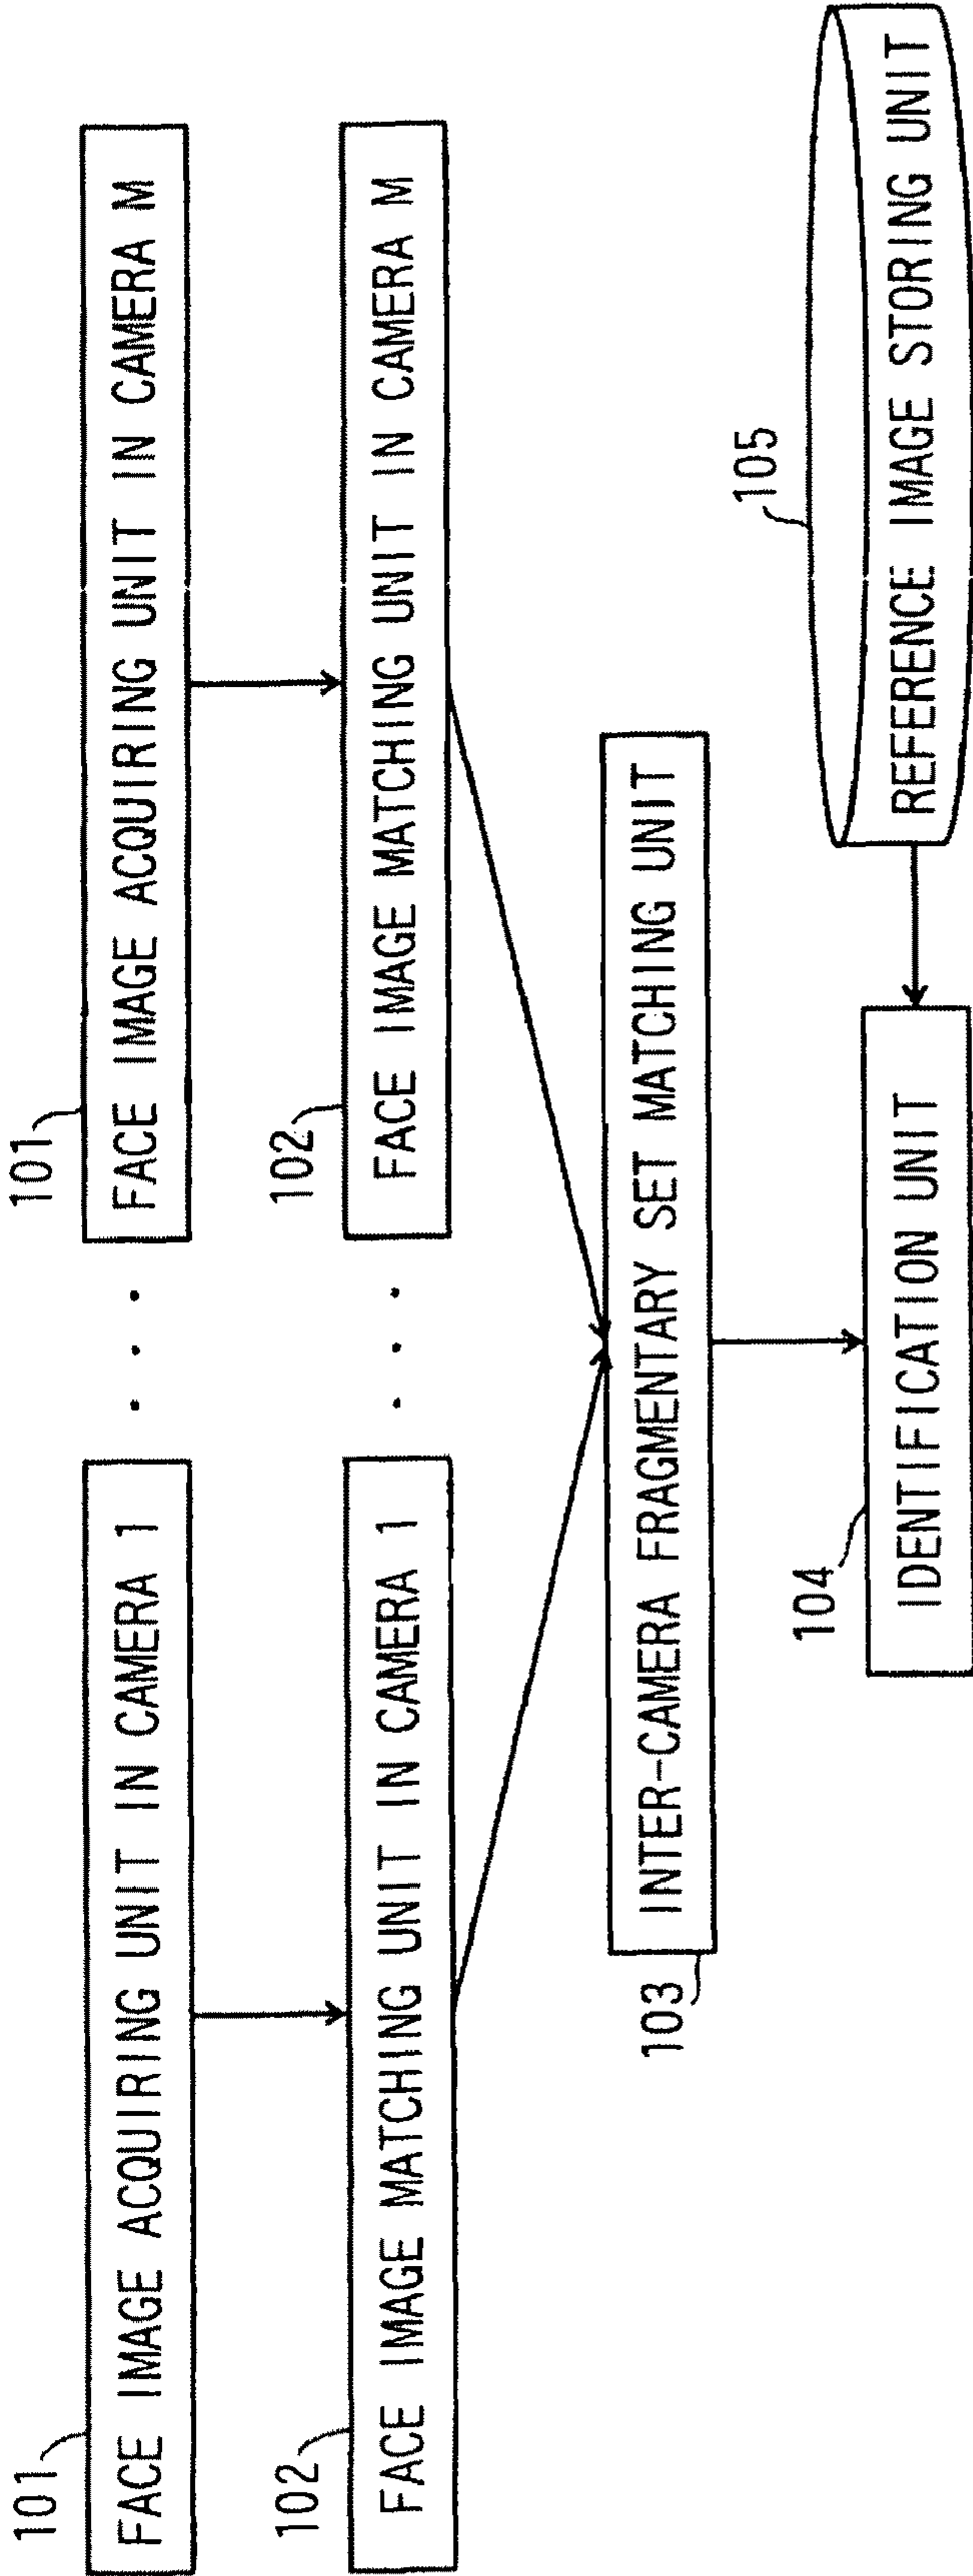 101
FACE IMAGE ACQUIRING UNIT IN CAMERA 1
101
FACE IMAGE ACQUIRING UNIT IN CAMERA M
102
FACE IMAGE MATCHING UNIT IN CAMERA 1
102
FACE IMAGE MATCHING UNIT IN CAMERA M
103
INTER-CAMERA FRAGMENTARY SET MATCHING UNIT
104
IDENTIFICATION UNIT
105
REFERENCE IMAGE STORING UNIT